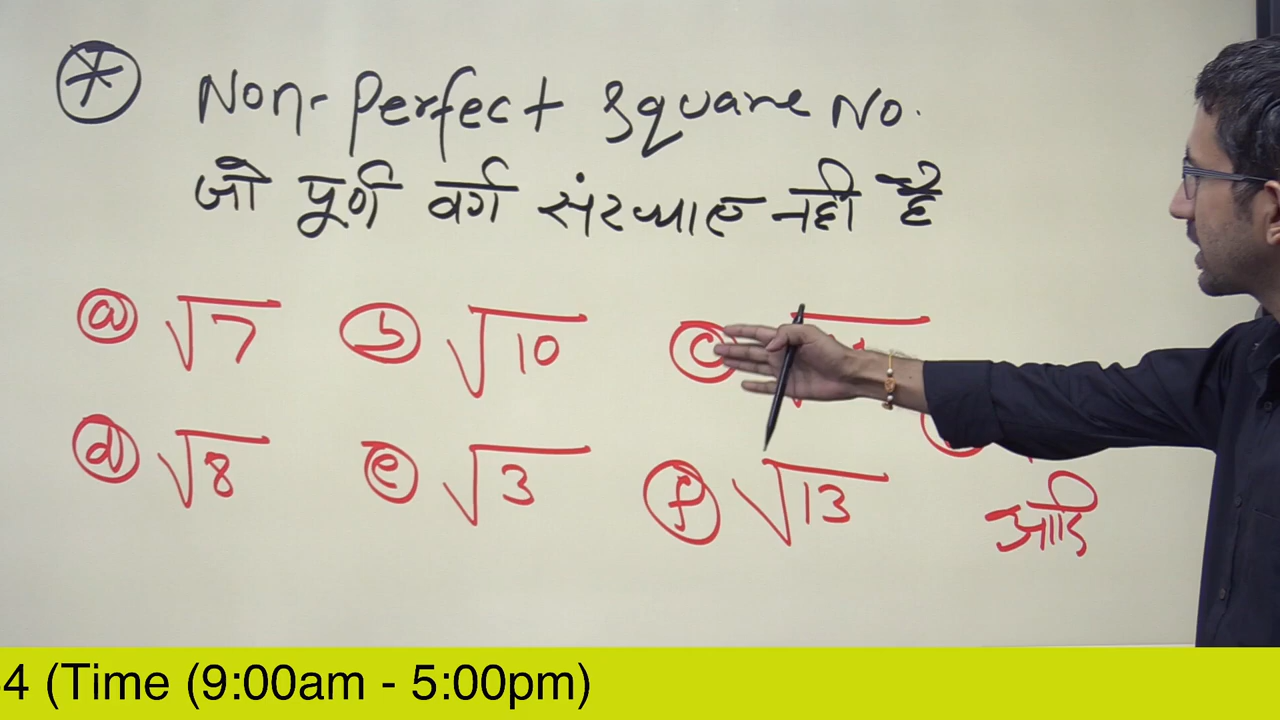 * Non-Perfect Square No.
जो पूर्ण वर्ग संख्याए नही है
(a) √7 (b) √10 (c)
(d) √8 (e) √3 (f) √13
आदि
4 (Time (9:00am - 5:00pm)